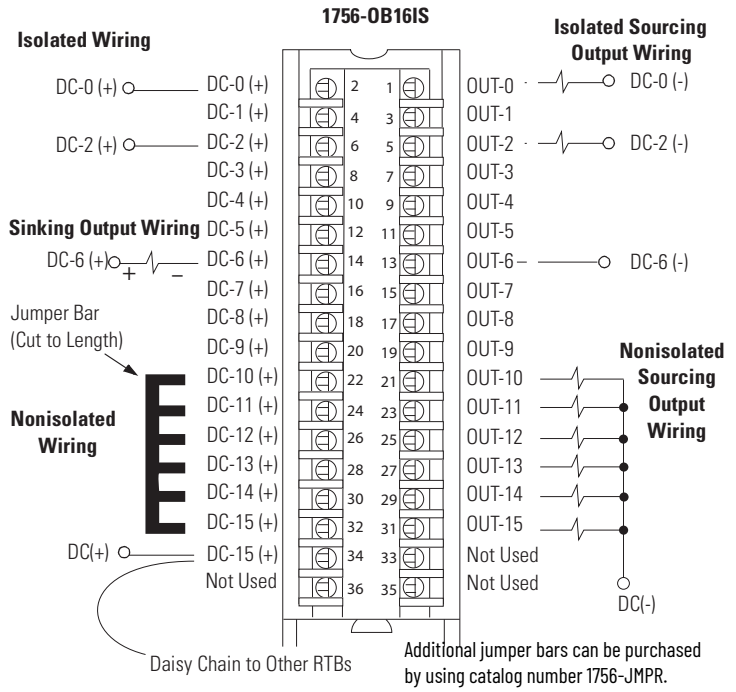 1756-OB16IS
Isolated Wiring
Isolated Sourcing
Output Wiring
DC-0 (+) DC-0 (+) 2 1 OUT-0 DC-0 (-)
DC-1 (+) 4 3 OUT-1
DC-2 (+) DC-2 (+) 6 5 OUT-2 DC-2 (-)
DC-3 (+) 8 7 OUT-3
DC-4 (+) 10 9 OUT-4
Sinking Output Wiring DC-5 (+) 12 11 OUT-5
DC-6 (+) + – DC-6 (+) 14 13 OUT-6 DC-6 (-)
DC-7 (+) 16 15 OUT-7
Jumper Bar
(Cut to Length)
DC-8 (+) 18 17 OUT-8
DC-9 (+) 20 19 OUT-9
Nonisolated
Sourcing
Output
Wiring
DC-10 (+) 22 21 OUT-10
Nonisolated
Wiring
DC-11 (+) 24 23 OUT-11
DC-12 (+) 26 25 OUT-12
DC-13 (+) 28 27 OUT-13
DC-14 (+) 30 29 OUT-14
DC-15 (+) 32 31 OUT-15
DC(+) DC-15 (+) 34 33 Not Used
Not Used 36 35 Not Used
DC(-)
Daisy Chain to Other RTBs
Additional jumper bars can be purchased
by using catalog number 1756-JMPR.